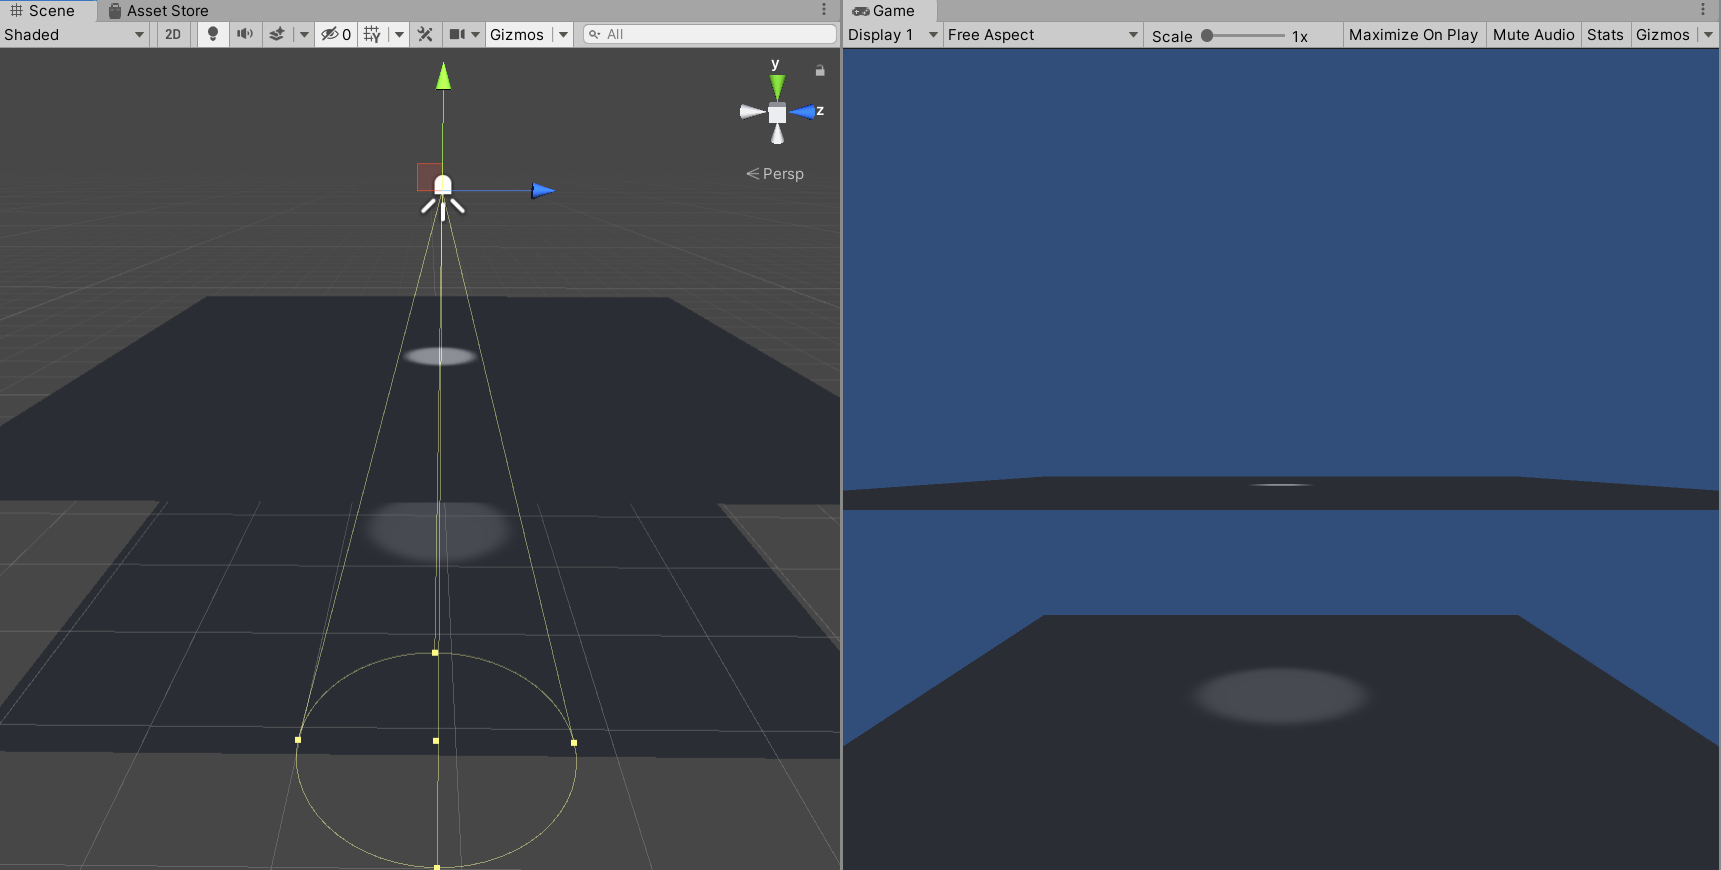 Scene Asset Store
Shaded 2D 0 Gizmos All
y
z
Persp
Game
Display 1 Free Aspect Scale 1x Maximize On Play Mute Audio Stats Gizmos